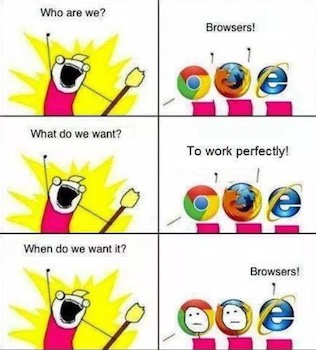 Who are we?
Browsers!
What do we want?
To work perfectly!
When do we want it?
Browsers!